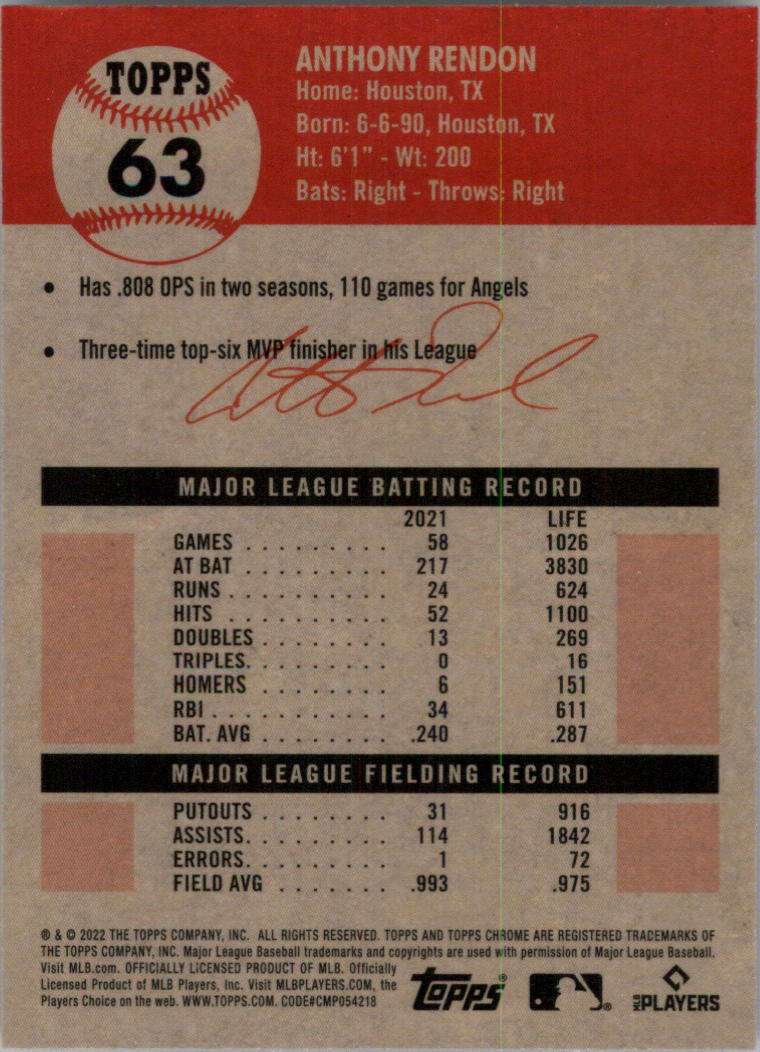 TOPPS
63
ANTHONY RENDON
Home: Houston, TX
Born: 6-6-90, Houston, TX
Ht: 6'1" - Wt: 200
Bats: Right - Throws: Right
• Has .808 OPS in two seasons, 110 games for Angels
• Three-time top-six MVP finisher in his League
MAJOR LEAGUE BATTING RECORD
2021 LIFE
GAMES . . . . . . . . . 58 1026
AT BAT . . . . . . . . . 217 3830
RUNS . . . . . . . . . . 24 624
HITS . . . . . . . . . . 52 1100
DOUBLES . . . . . . . . 13 269
TRIPLES. . . . . . . . . 0 16
HOMERS . . . . . . . . 6 151
RBI . . . . . . . . . . . 34 611
BAT. AVG . . . . . . . . .240 .287
MAJOR LEAGUE FIELDING RECORD
PUTOUTS . . . . . . . . 31 916
ASSISTS. . . . . . . . . 114 1842
ERRORS. . . . . . . . . 1 72
FIELD AVG . . . . . . . .993 .975
® & © 2022 THE TOPPS COMPANY, INC. ALL RIGHTS RESERVED. TOPPS AND TOPPS CHROME ARE REGISTERED TRADEMARKS OF
THE TOPPS COMPANY, INC. Major League Baseball trademarks and copyrights are used with permission of Major League Baseball.
Visit MLB.com. OFFICIALLY LICENSED PRODUCT OF MLB. Officially
Licensed Product of MLB Players, Inc. Visit MLBPLAYERS.COM, the
Players Choice on the web. WWW.TOPPS.COM. CODE#CMP054218
topps®
MLB PLAYERS